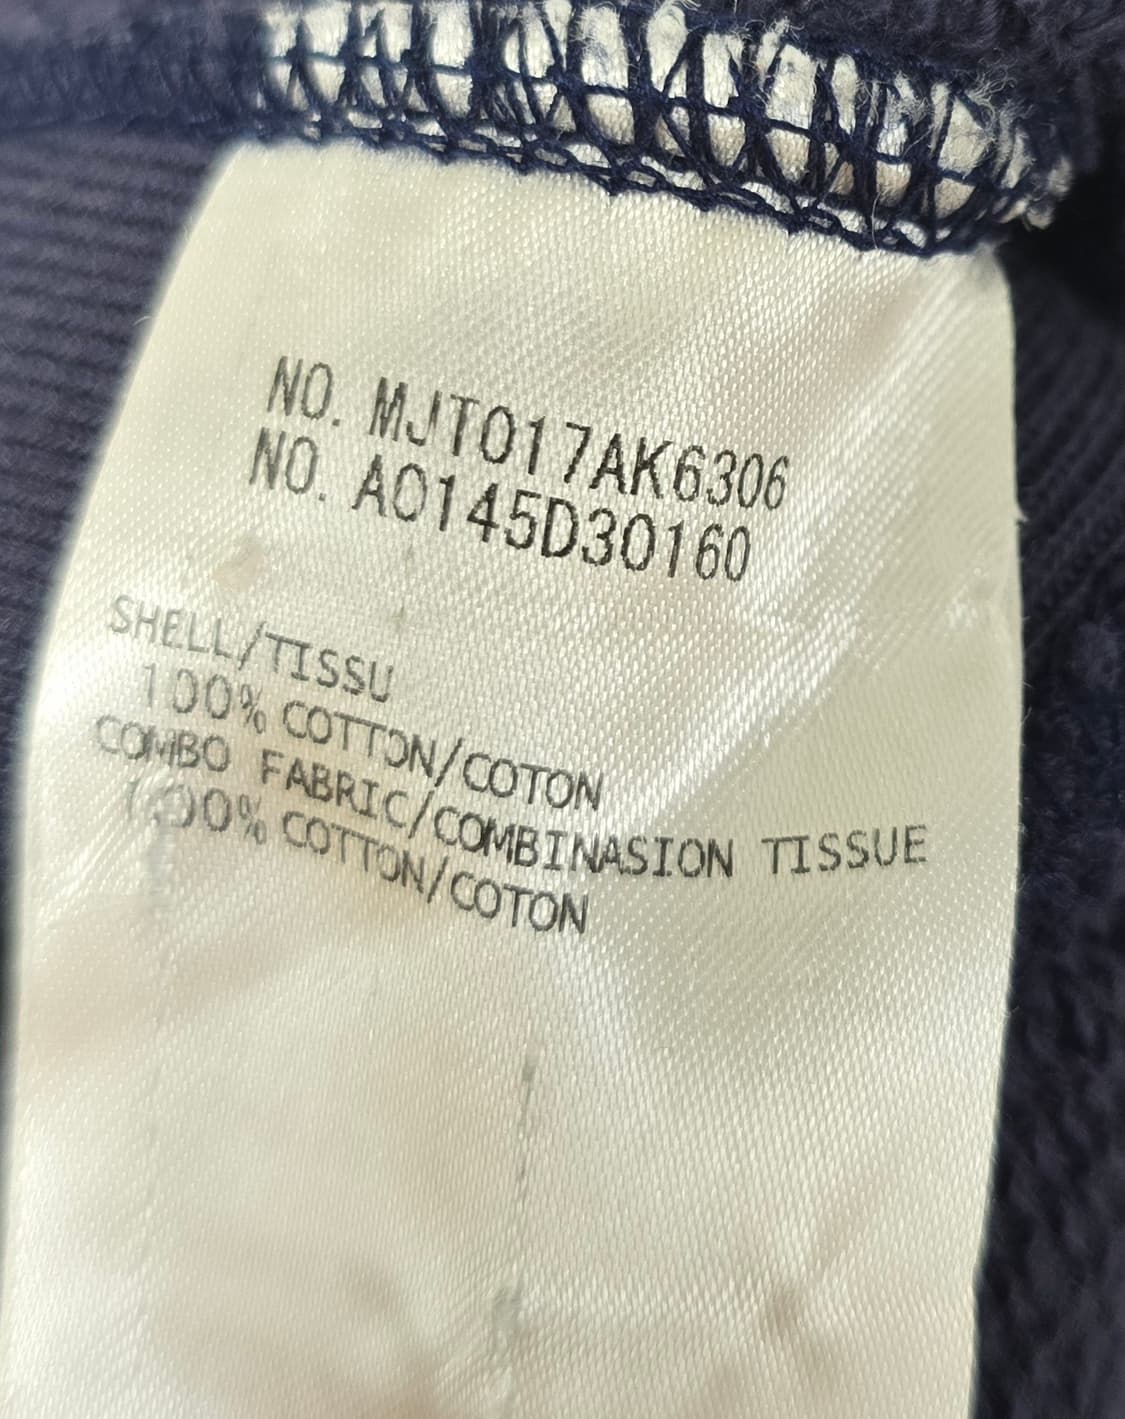 NO. MJT017AK6306
NO. A0145D30160
SHELL/TISSU
100% COTTON/COTON
COMBO FABRIC/COMBINASION TISSUE
100% COTTON/COTON